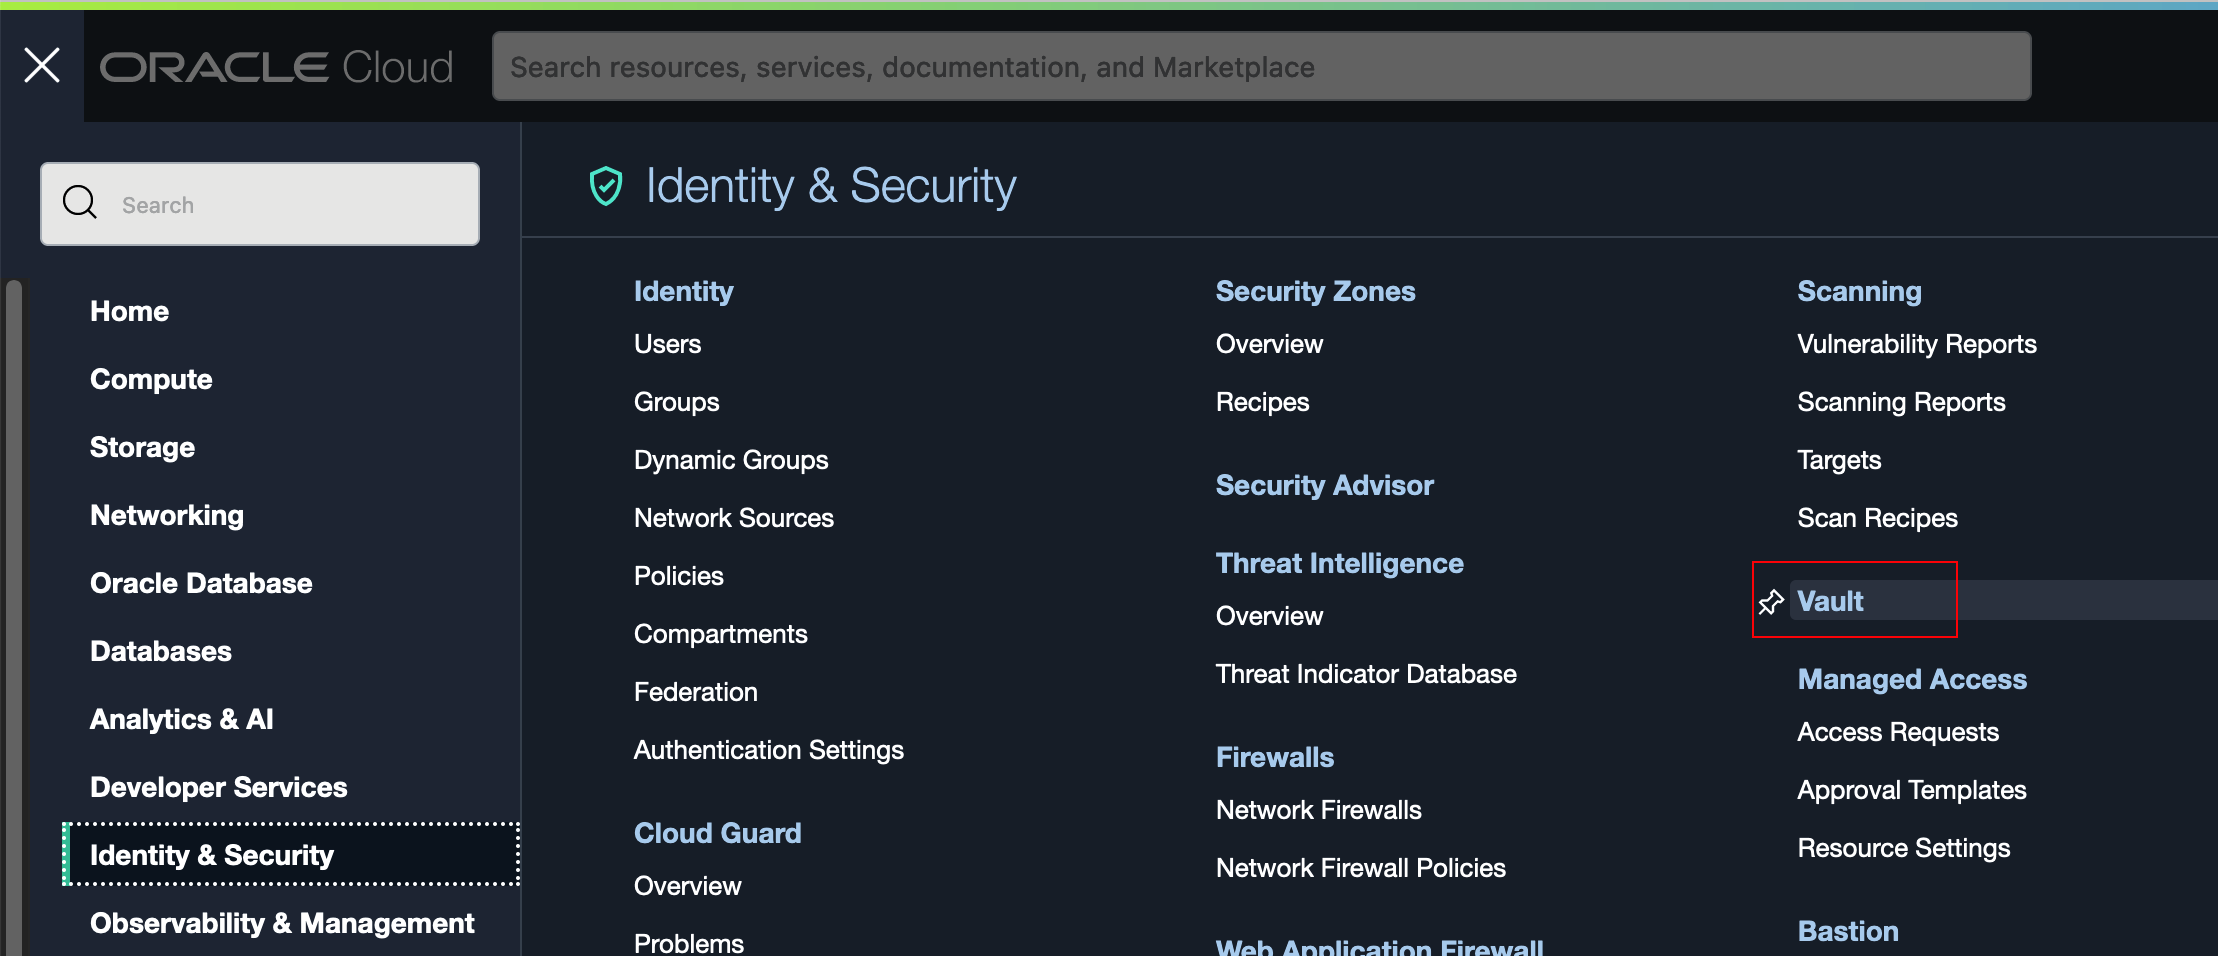 ORACLE Cloud
Search resources, services, documentation, and Marketplace
Search
Home
Compute
Storage
Networking
Oracle Database
Databases
Analytics & AI
Developer Services
Identity & Security
Observability & Management
Identity & Security
Identity
Users
Groups
Dynamic Groups
Network Sources
Policies
Compartments
Federation
Authentication Settings
Cloud Guard
Overview
Problems
Security Zones
Overview
Recipes
Security Advisor
Threat Intelligence
Overview
Threat Indicator Database
Firewalls
Network Firewalls
Network Firewall Policies
Web Application Firewall
Scanning
Vulnerability Reports
Scanning Reports
Targets
Scan Recipes
Vault
Managed Access
Access Requests
Approval Templates
Resource Settings
Bastion